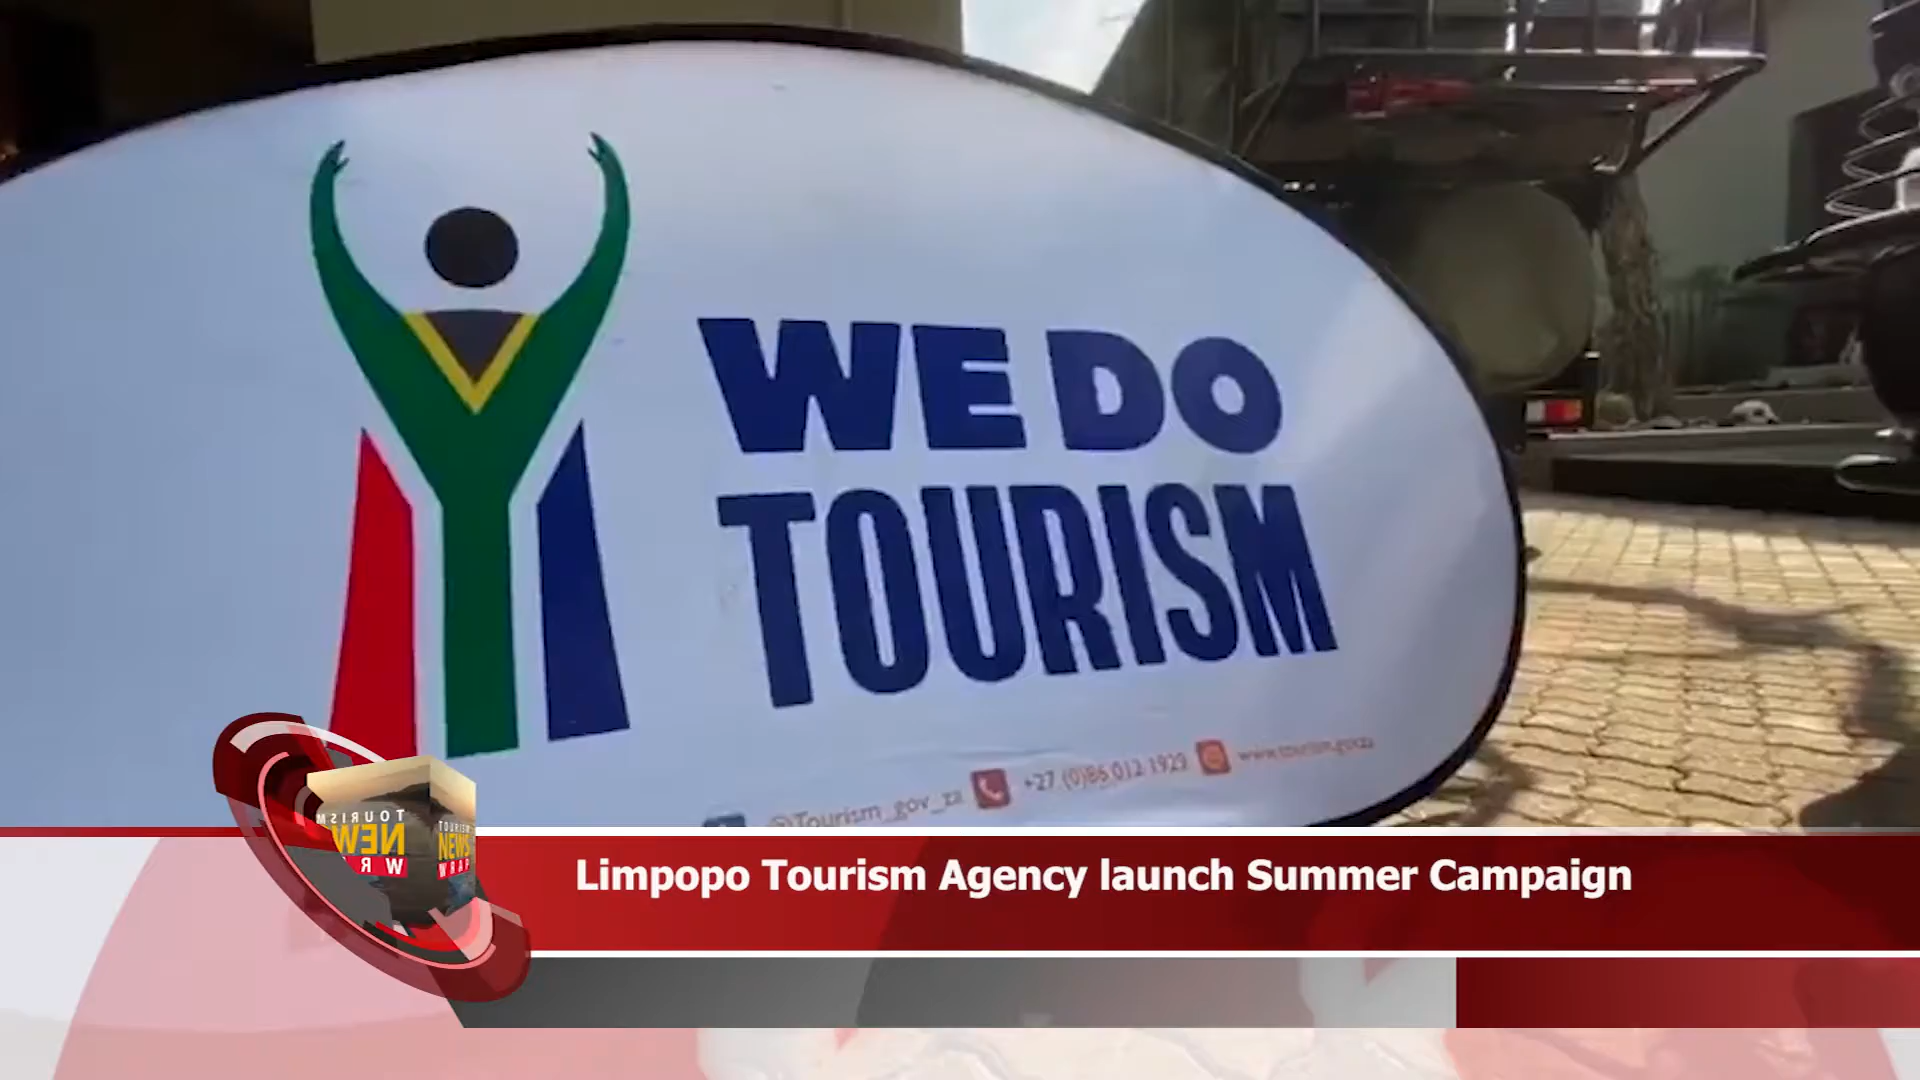 WE DO
TOURISM
@Tourism_gov_za +27 (0)86 012 1929 www.tourism.gov.za
TOURISM
NEWS
WRAP
Limpopo Tourism Agency launch Summer Campaign